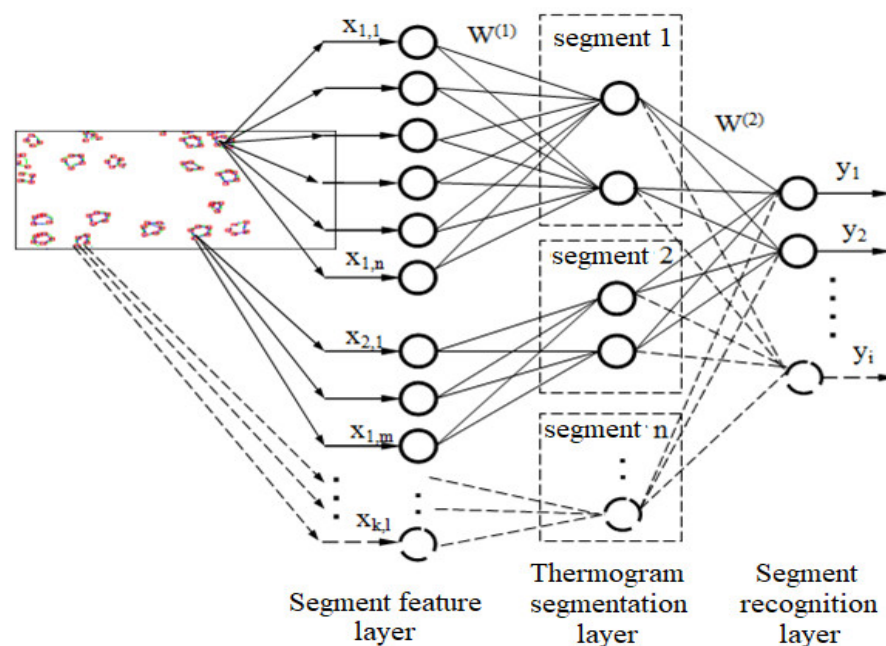 x1,1
W(1)
segment 1
W(2)
y1
x1,n
segment 2
y2
x2,1
yi
x1,m
segment n
xk,l
Segment feature
layer
Thermogram
segmentation
layer
Segment
recognition
layer